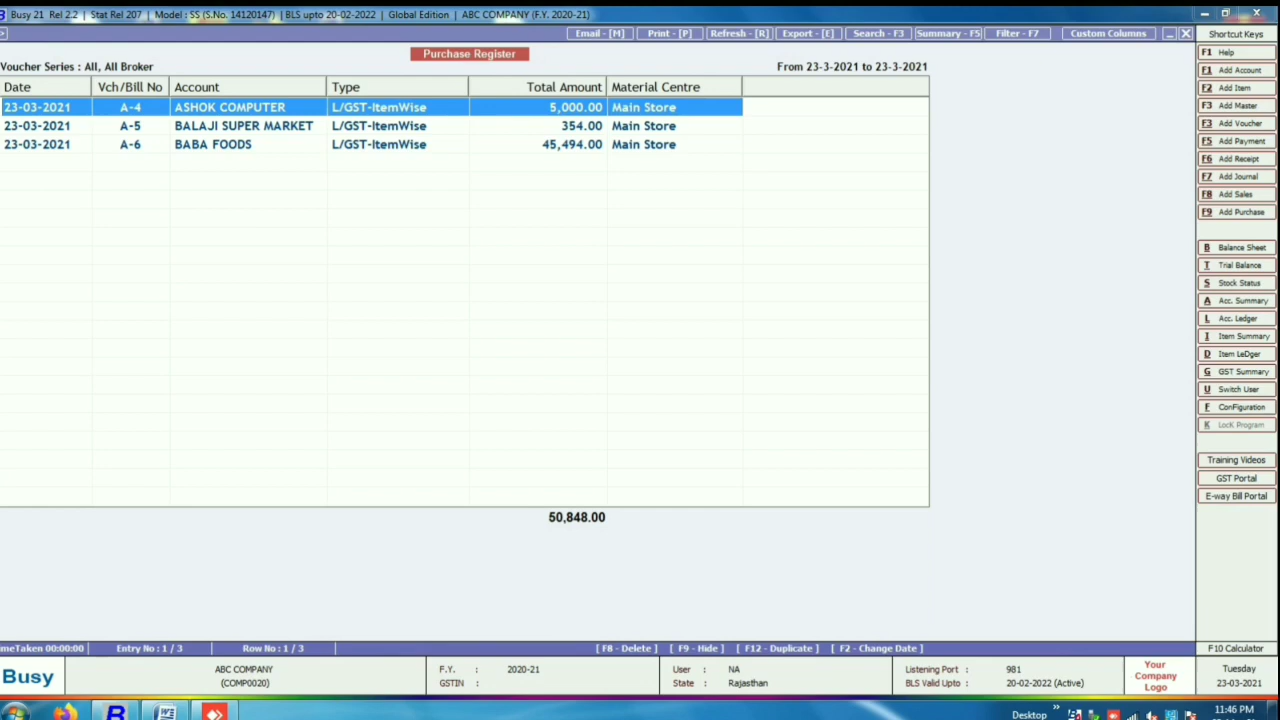 Busy 21 Rel 2.2 | Stat Rel 207 | Model : SS (S.No. 14120147) | BLS upto 20-02-2022 | Global Edition | ABC COMPANY (F.Y. 2020-21)
Email - [M] Print - [P] Refresh - [R] Export - [E] Search - F3 Summary - F5 Filter - F7 Custom Columns
Purchase Register
Voucher Series : All, All Broker From 23-3-2021 to 23-3-2021
Date Vch/Bill No Account Type Total Amount Material Centre
23-03-2021 A-4 ASHOK COMPUTER L/GST-ItemWise 5,000.00 Main Store
23-03-2021 A-5 BALAJI SUPER MARKET L/GST-ItemWise 354.00 Main Store
23-03-2021 A-6 BABA FOODS L/GST-ItemWise 45,494.00 Main Store
50,848.00
Shortcut Keys
F1 Help
F1 Add Account
F2 Add Item
F3 Add Master
F3 Add Voucher
F5 Add Payment
F6 Add Receipt
F7 Add Journal
F8 Add Sales
F9 Add Purchase
B Balance Sheet
T Trial Balance
S Stock Status
A Acc. Summary
L Acc. Ledger
I Item Summary
D Item LeDger
G GST Summary
U Switch User
F ConFiguration
K LocK Program
Training Videos
GST Portal
E-way Bill Portal
meTaken 00:00:00 Entry No : 1 / 3 Row No : 1 / 3 [ F8 - Delete ] [ F9 - Hide ] [ F12 - Duplicate ] [ F2 - Change Date ] F10 Calculator
Busy
ABC COMPANY
(COMP0020)
F.Y. : 2020-21
GSTIN :
User : NA
State : Rajasthan
Listening Port : 981
BLS Valid Upto : 20-02-2022 (Active)
Your
Company
Logo
Tuesday
23-03-2021
Desktop 11:46 PM